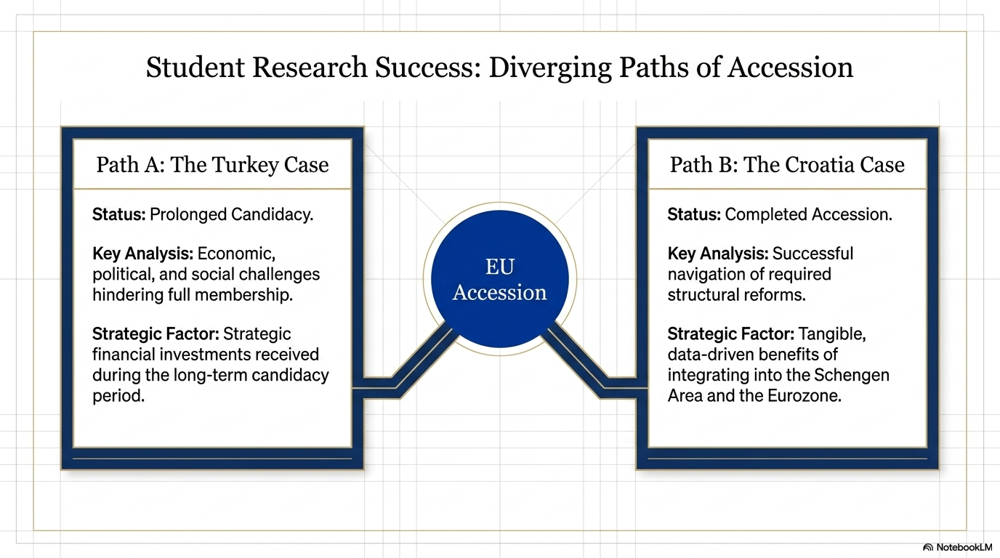 Student Research Success: Diverging Paths of Accession
Path A: The Turkey Case
Status: Prolonged Candidacy.
Key Analysis: Economic,
political, and social challenges
hindering full membership.
Strategic Factor: Strategic
financial investments received
during the long-term candidacy
period.
EU
Accession
Path B: The Croatia Case
Status: Completed Accession.
Key Analysis: Successful
navigation of required
structural reforms.
Strategic Factor: Tangible,
data-driven benefits of
integrating into the Schengen
Area and the Eurozone.
NotebookLM